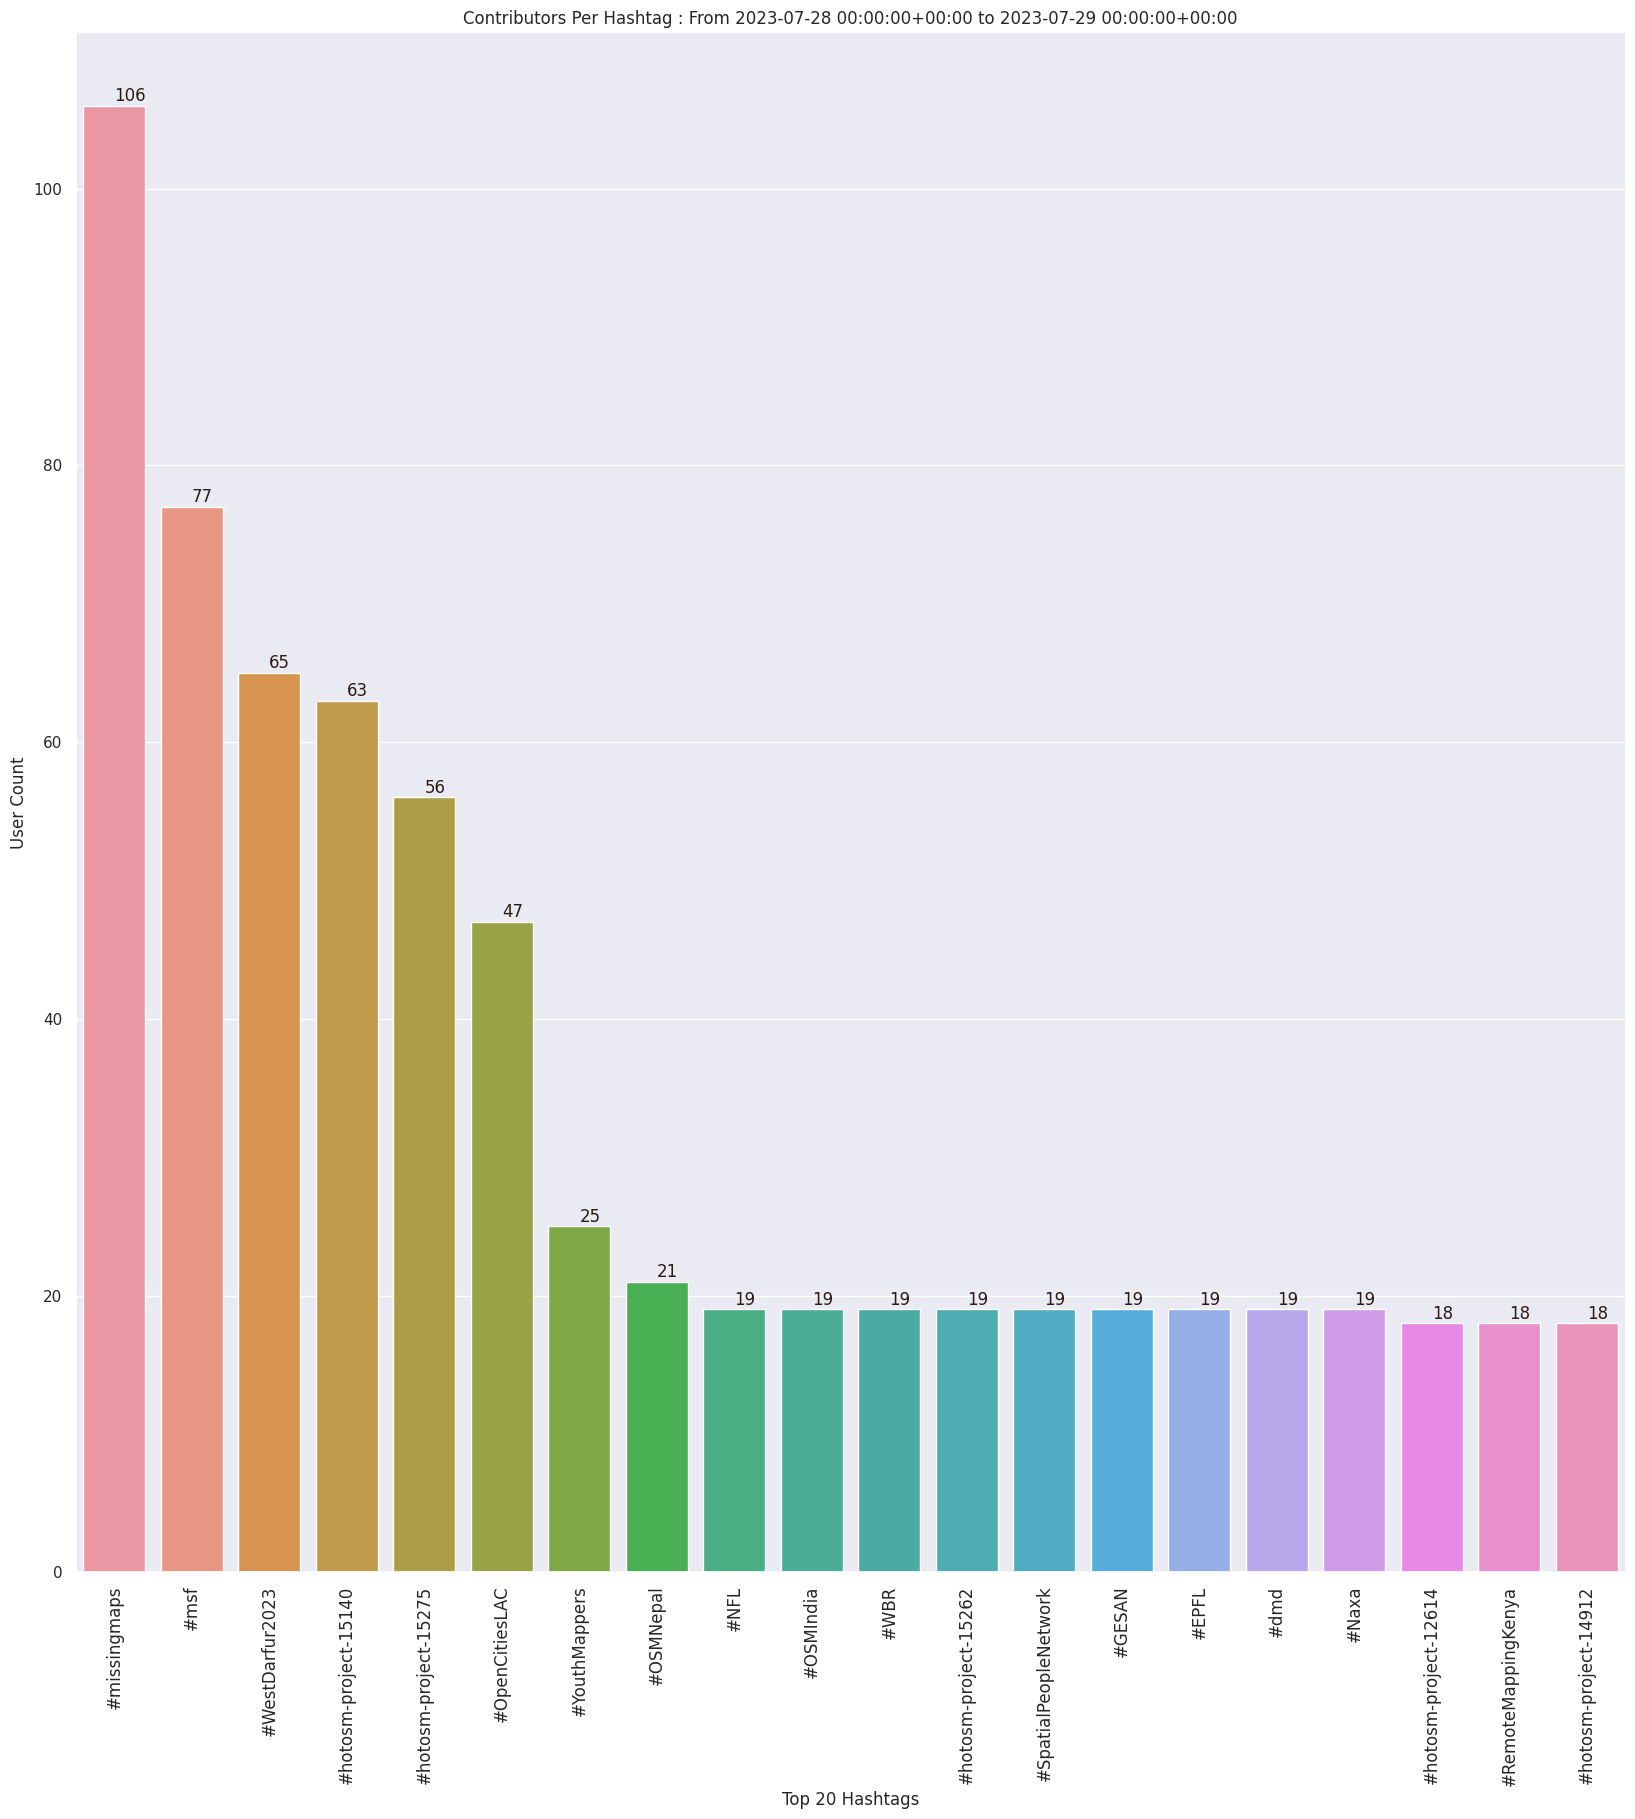 Contributors Per Hashtag : From 2023-07-28 00:00:00+00:00 to 2023-07-29 00:00:00+00:00
User Count
100
80
60
40
20
0
106
77
65
63
56
47
25
21
19
19
19
19
19
19
19
19
19
18
18
18
#missingmaps
#msf
#WestDarfur2023
#hotosm-project-15140
#hotosm-project-15275
#OpenCitiesLAC
#YouthMappers
#OSMNepal
#NFL
#OSMIndia
#WBR
#hotosm-project-15262
#SpatialPeopleNetwork
#GESAN
#EPFL
#dmd
#Naxa
#hotosm-project-12614
#RemoteMappingKenya
#hotosm-project-14912
Top 20 Hashtags